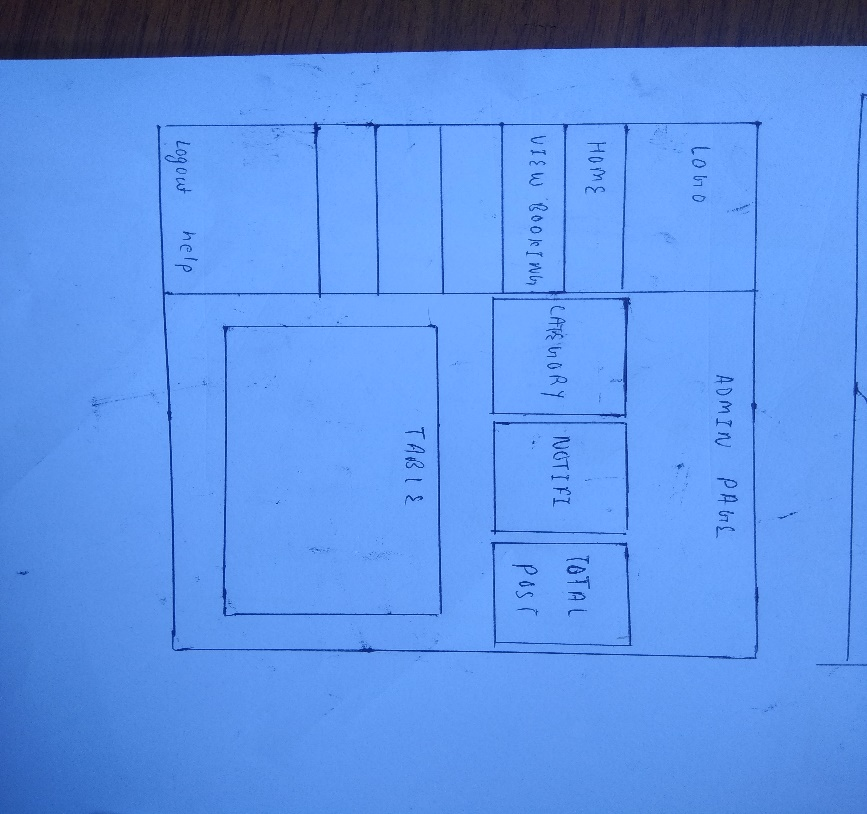 LOGO
ADMIN PAGE
HOME
VIEW BOOKING
CATEGORY
NOTIFI
TOTAL
POST
TABLE
Logout help